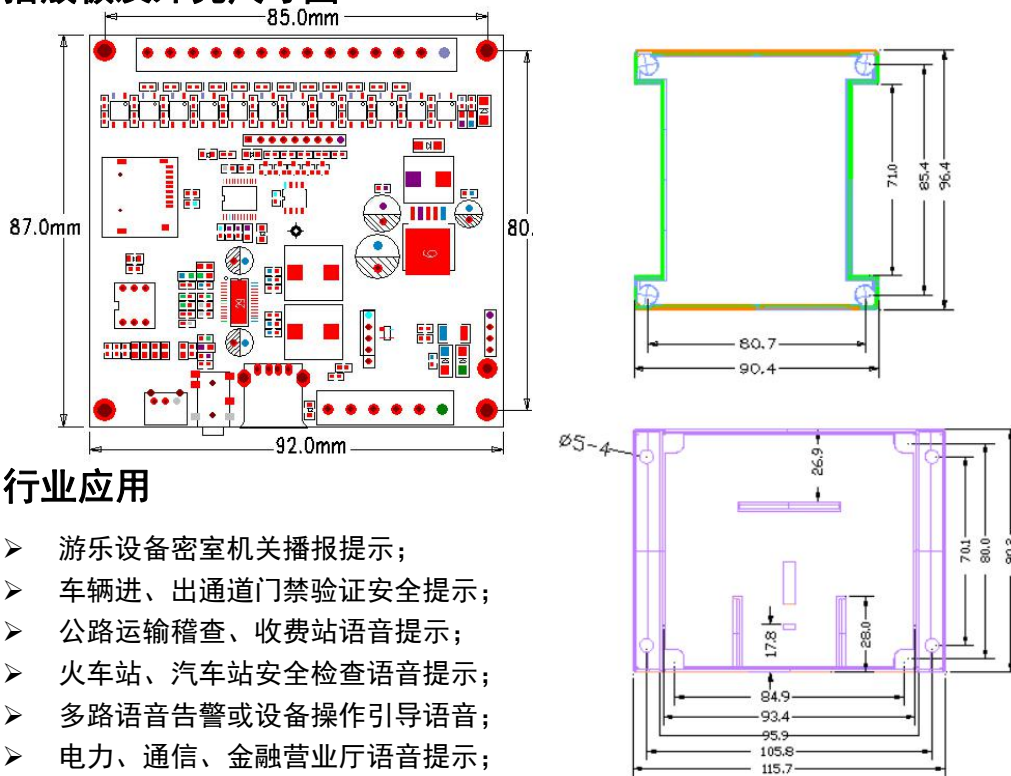 85.0mm
87.0mm
80.
92.0mm
71.0
85.4
96.4
80.7
90.4
Ø5-4
26.9
70.1
80.0
17.8
28.0
84.9
93.4
95.9
105.8
115.7
行业应用
➢ 游乐设备密室机关播报提示；
➢ 车辆进、出通道门禁验证安全提示；
➢ 公路运输稽查、收费站语音提示；
➢ 火车站、汽车站安全检查语音提示；
➢ 多路语音告警或设备操作引导语音；
➢ 电力、通信、金融营业厅语音提示；